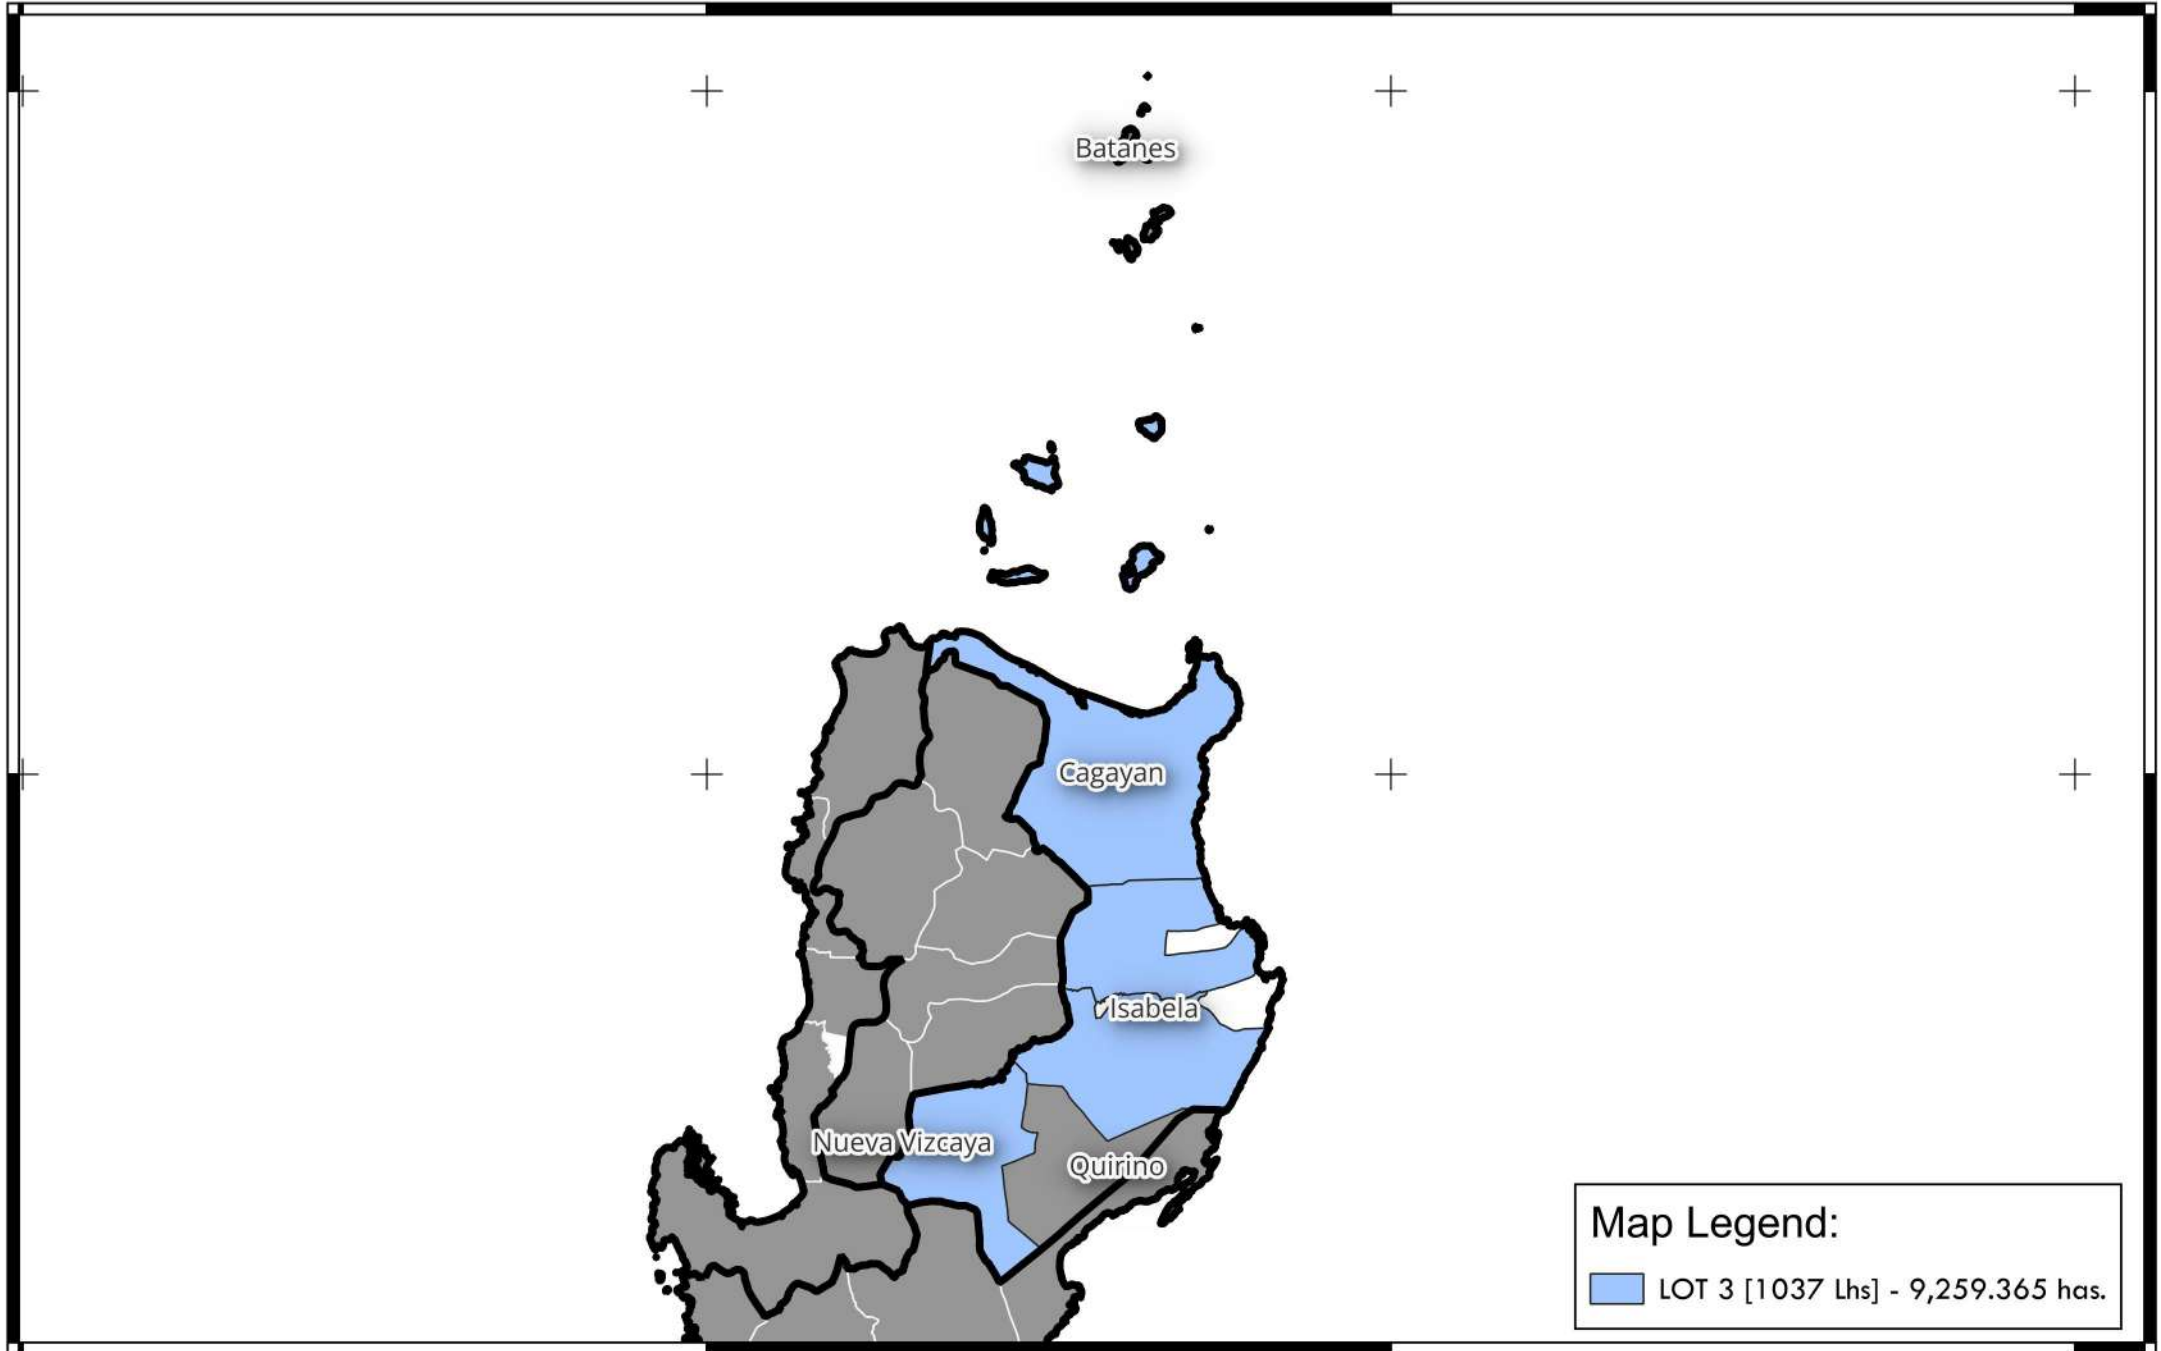 Batanes
Cagayan
Isabela
Nueva Vizcaya
Quirino
Map Legend:
LOT 3 [1037 Lhs] - 9,259.365 has.